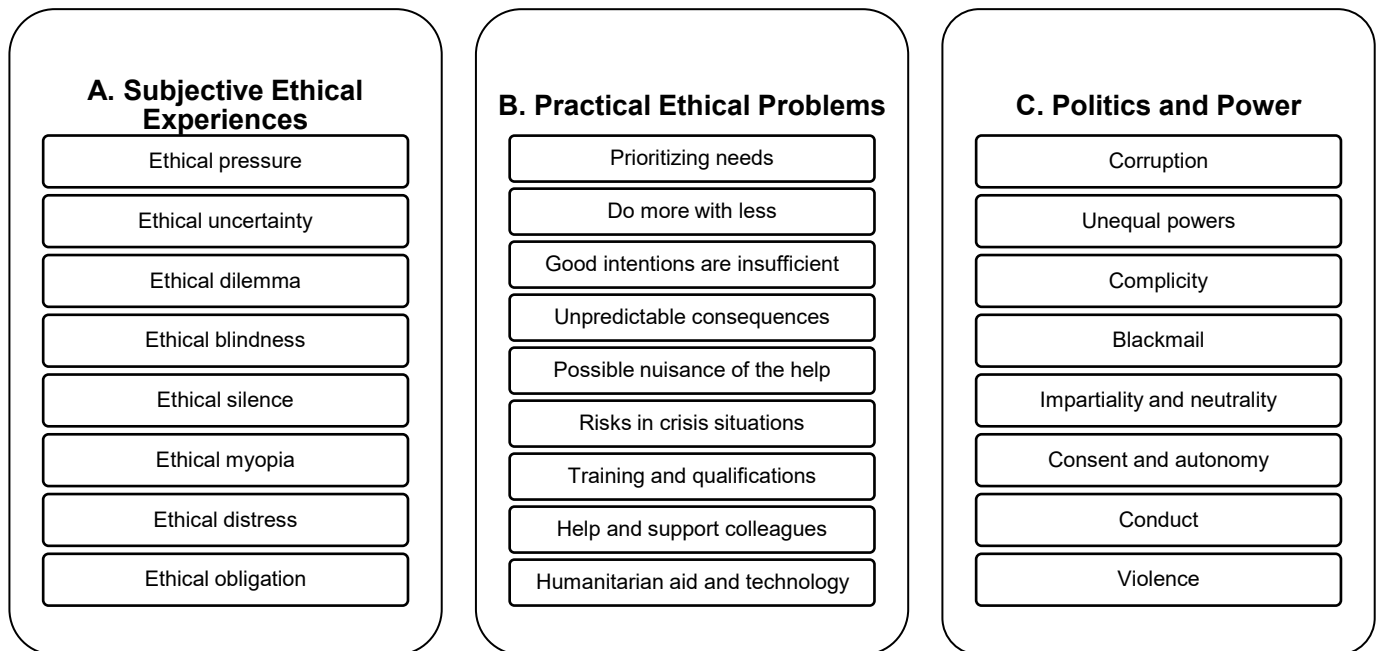 A. Subjective Ethical
Experiences
Ethical pressure
Ethical uncertainty
Ethical dilemma
Ethical blindness
Ethical silence
Ethical myopia
Ethical distress
Ethical obligation
B. Practical Ethical Problems
Prioritizing needs
Do more with less
Good intentions are insufficient
Unpredictable consequences
Possible nuisance of the help
Risks in crisis situations
Training and qualifications
Help and support colleagues
Humanitarian aid and technology
C. Politics and Power
Corruption
Unequal powers
Complicity
Blackmail
Impartiality and neutrality
Consent and autonomy
Conduct
Violence